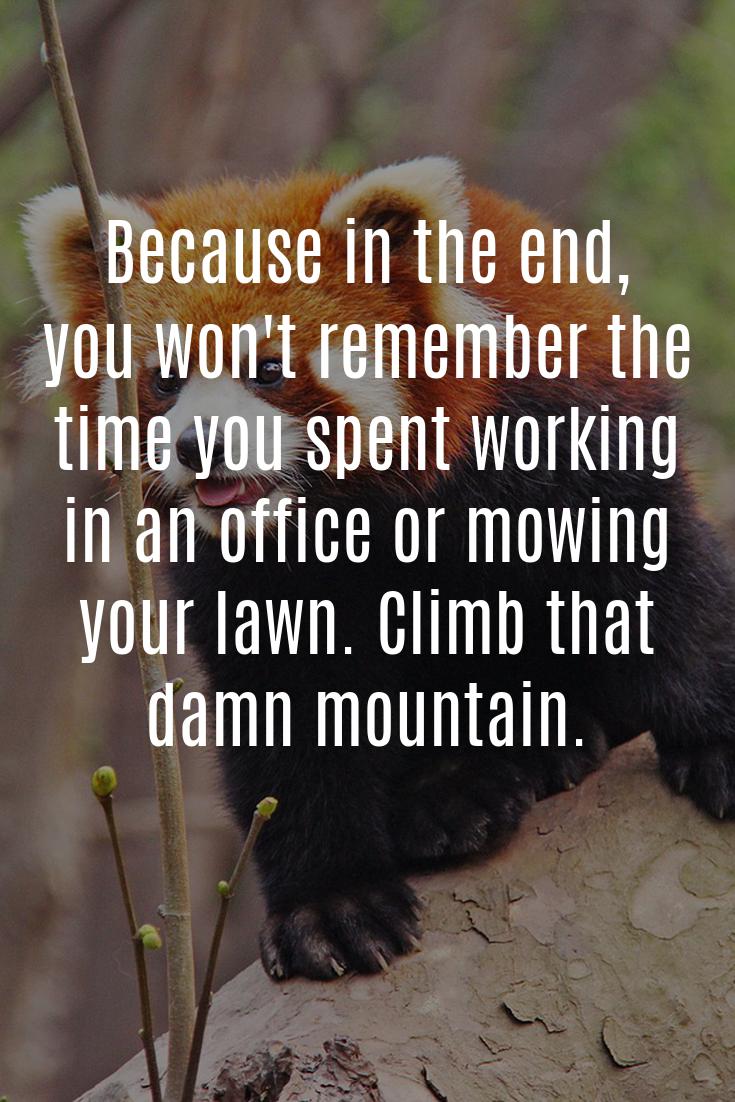 Because in the end,
you won't remember the
time you spent working
in an office or mowing
your lawn. Climb that
damn mountain.